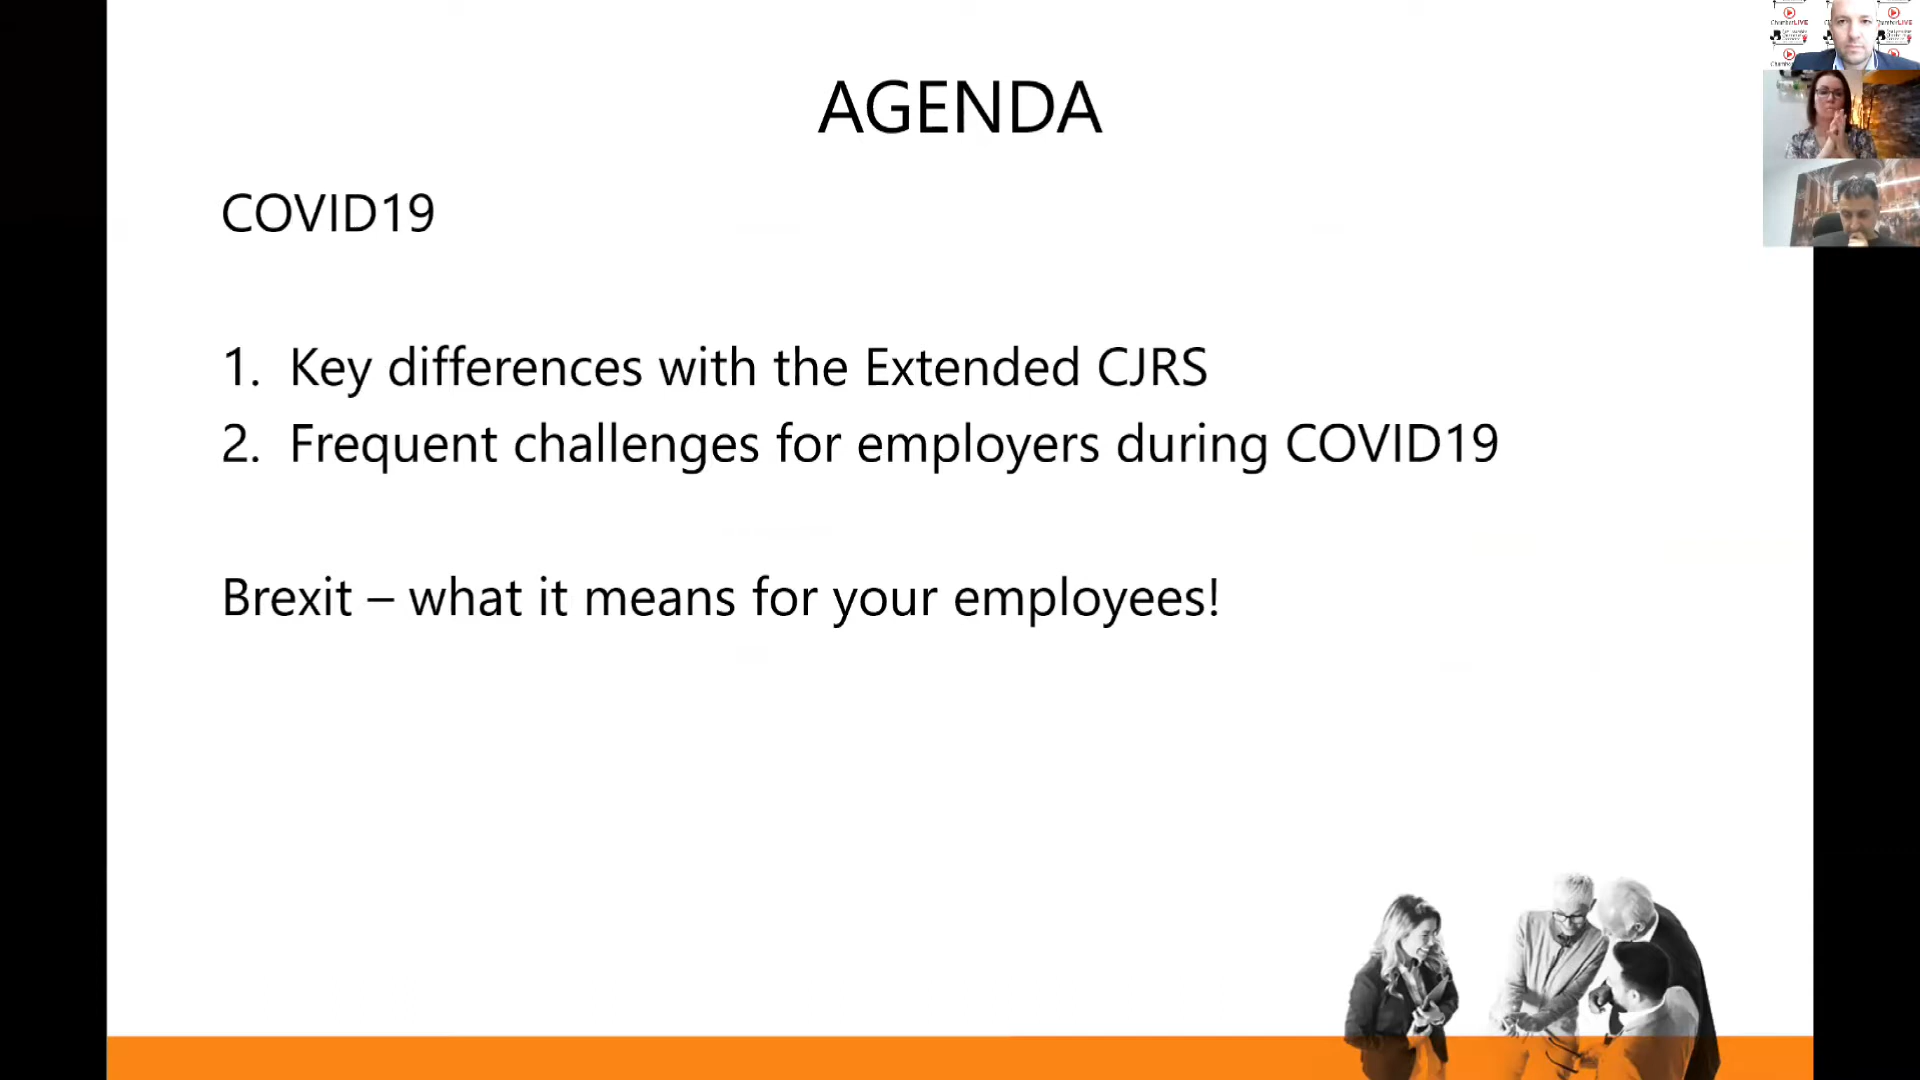 AGENDA
COVID19
1. Key differences with the Extended CJRS
2. Frequent challenges for employers during COVID19
Brexit – what it means for your employees!
ChamberLIVE